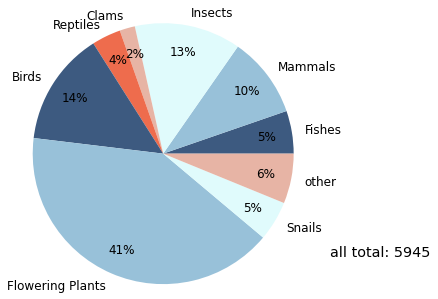 Clams
Insects
Reptiles
4%
2%
13%
Birds
14%
10%
Mammals
5%
Fishes
6%
other
5%
Snails
41%
all total: 5945
Flowering Plants